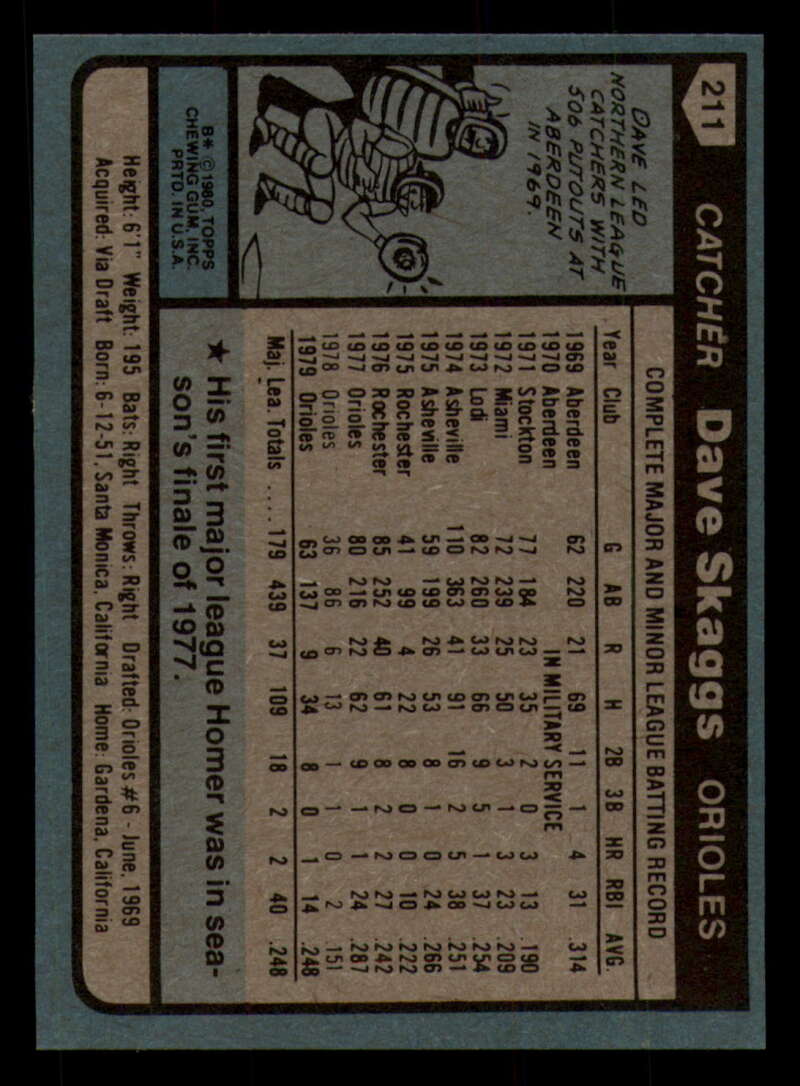 211 CATCHER Dave Skaggs ORIOLES
DAVE LED
NORTHERN LEAGUE
CATCHERS WITH
506 PUTOUTS AT
ABERDEEN
IN 1969.
B* © 1980, TOPPS
CHEWING GUM, INC.
PRTD. IN U.S.A.
COMPLETE MAJOR AND MINOR LEAGUE BATTING RECORD
Year Club G AB R H 2B 3B HR RBI AVG.
1969 Aberdeen 62 220 21 69 11 1 4 31 .314
1970 Aberdeen IN MILITARY SERVICE
1971 Stockton 77 184 23 35 2 0 3 13 .190
1972 Miami 72 239 25 50 3 1 3 23 .209
1973 Lodi 82 260 33 66 9 5 1 37 .254
1974 Asheville 110 363 41 91 16 2 5 38 .251
1975 Asheville 59 199 26 53 8 1 0 24 .266
1975 Rochester 41 99 4 22 8 0 0 10 .222
1976 Rochester 85 252 40 61 8 2 2 27 .242
1977 Orioles 80 216 22 62 9 1 1 24 .287
1978 Orioles 36 86 6 13 1 1 0 2 .151
1979 Orioles 63 137 9 34 8 0 1 14 .248
Maj. Lea. Totals .... 179 439 37 109 18 2 2 40 .248
★ His first major league Homer was in sea-
son's finale of 1977.
Height: 6'1" Weight: 195 Bats: Right Throws: Right Drafted: Orioles #6 - June, 1969
Acquired: Via Draft Born: 6-12-51, Santa Monica, California Home: Gardena, California